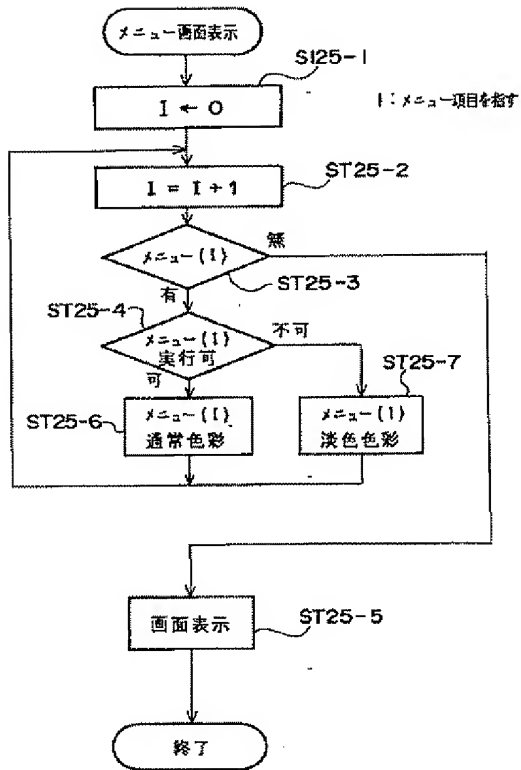 メニュー画面表示
S125-1
I ← O
I：メニュー項目を指す
ST25-2
I = I + 1
無
メニュー(I)
ST25-3
有
ST25-4
不可
メニュー(I)
実行可
可
ST25-7
ST25-6
メニュー(I)
通常色彩
メニュー(I)
淡色色彩
画面表示
ST25-5
終了